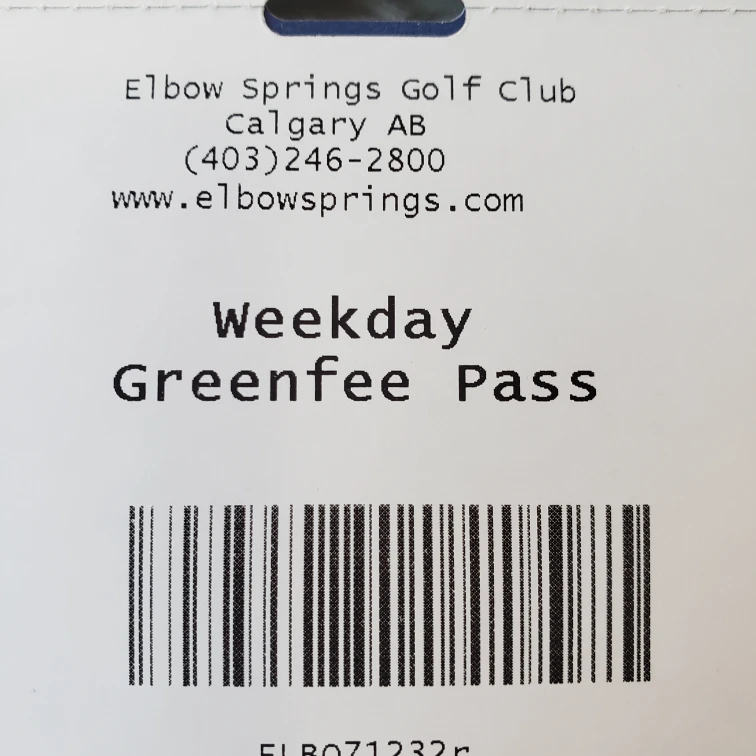 Elbow Springs Golf Club
Calgary AB
(403)246-2800
www.elbowsprings.com
Weekday
Greenfee Pass